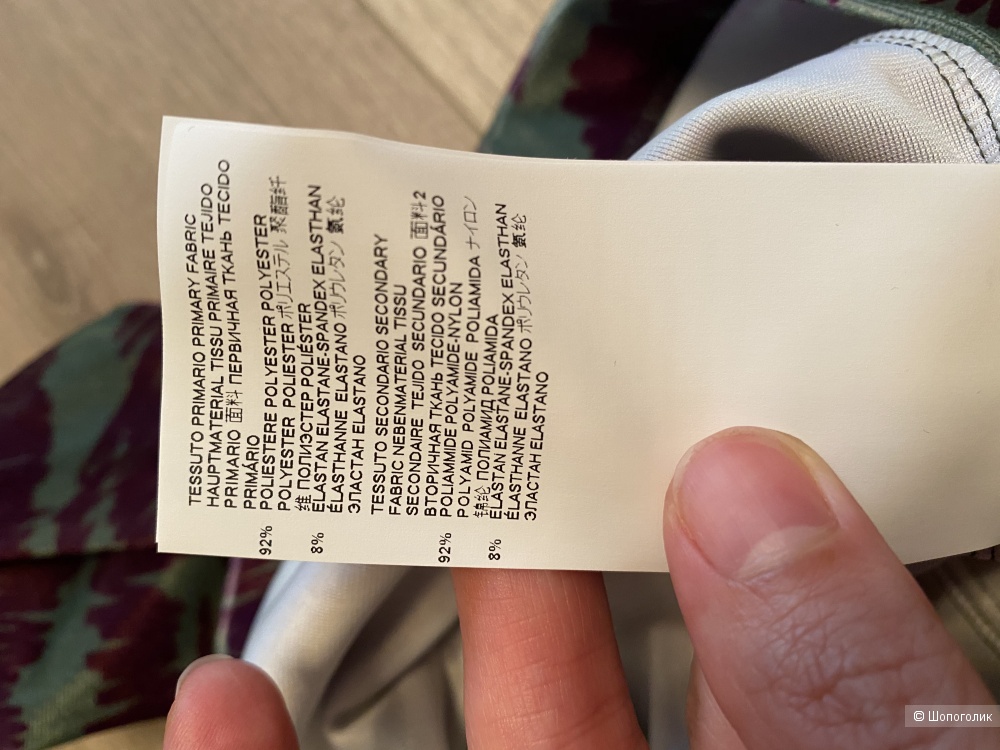 TESSUTO PRIMARIO PRIMARY FABRIC
HAUPTMATERIAL TISSU PRIMAIRE TEJIDO
PRIMARIO 面料 ПЕРВИЧНАЯ ТКАНЬ TECIDO
PRIMÁRIO
92% POLIESTERE POLYESTER POLYESTER
POLYESTER POLIESTER ポリエステル 聚酯纤
维 ПОЛИЭСТЕР POLIÉSTER
8% ELASTAN ELASTANE-SPANDEX ELASTHAN
ÉLASTHANNE ELASTANO ポリウレタン 氨纶
ЭЛАСТАН ELASTANO
TESSUTO SECONDARIO SECONDARY
FABRIC NEBENMATERIAL TISSU
SECONDAIRE TEJIDO SECUNDARIO 面料2
ВТОРИЧНАЯ ТКАНЬ TECIDO SECUNDÁRIO
92% POLIAMMIDE POLYAMIDE-NYLON
POLYAMID POLYAMIDE POLIAMIDA ナイロン
锦纶 ПОЛИАМИД POLIAMIDA
8% ELASTAN ELASTANE-SPANDEX ELASTHAN
ÉLASTHANNE ELASTANO ポリウレタン 氨纶
ЭЛАСТАН ELASTANO
© Шопоголик